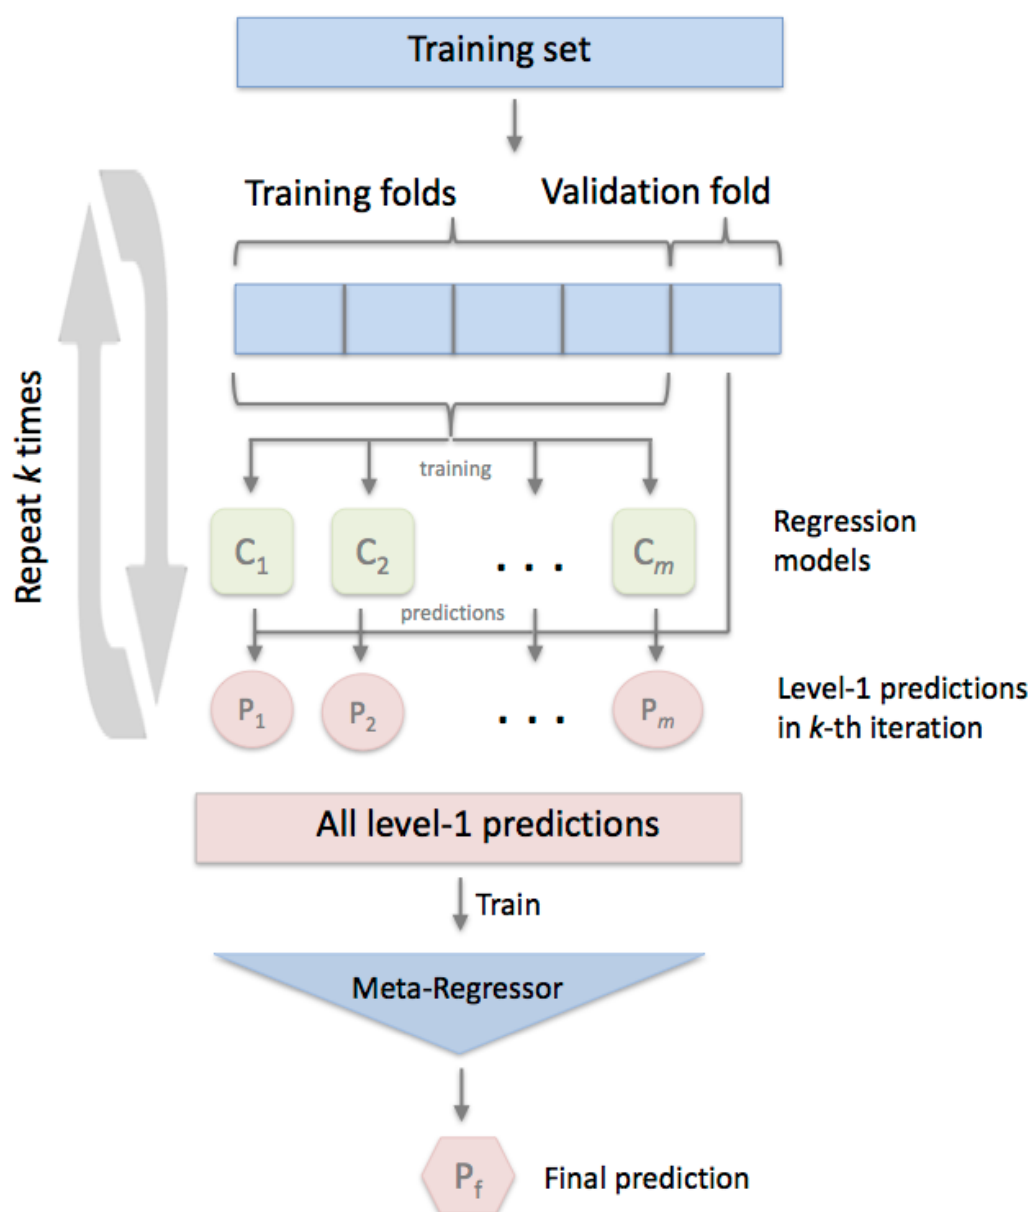 Training set
Training folds
Validation fold
Repeat k times
training
C1
C2
. . .
Cm
Regression
models
predictions
P1
P2
. . .
Pm
Level-1 predictions
in k-th iteration
All level-1 predictions
Train
Meta-Regressor
Pf
Final prediction